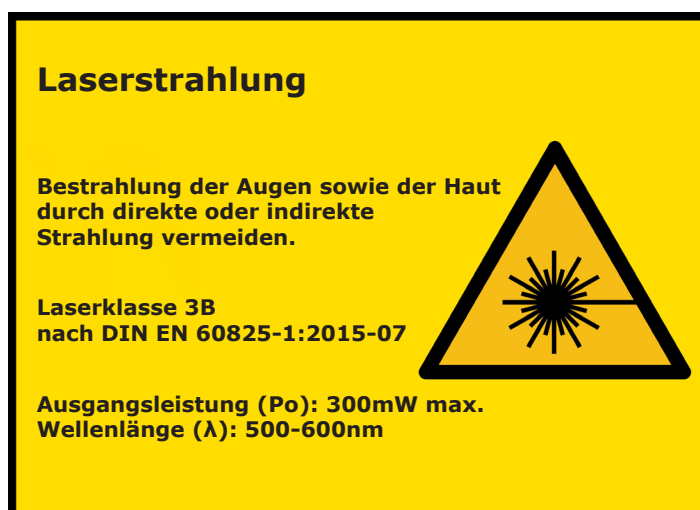 Laserstrahlung
Bestrahlung der Augen sowie der Haut
durch direkte oder indirekte
Strahlung vermeiden.
Laserklasse 3B
nach DIN EN 60825-1:2015-07
Ausgangsleistung (Po): 300mW max.
Wellenlänge (λ): 500-600nm